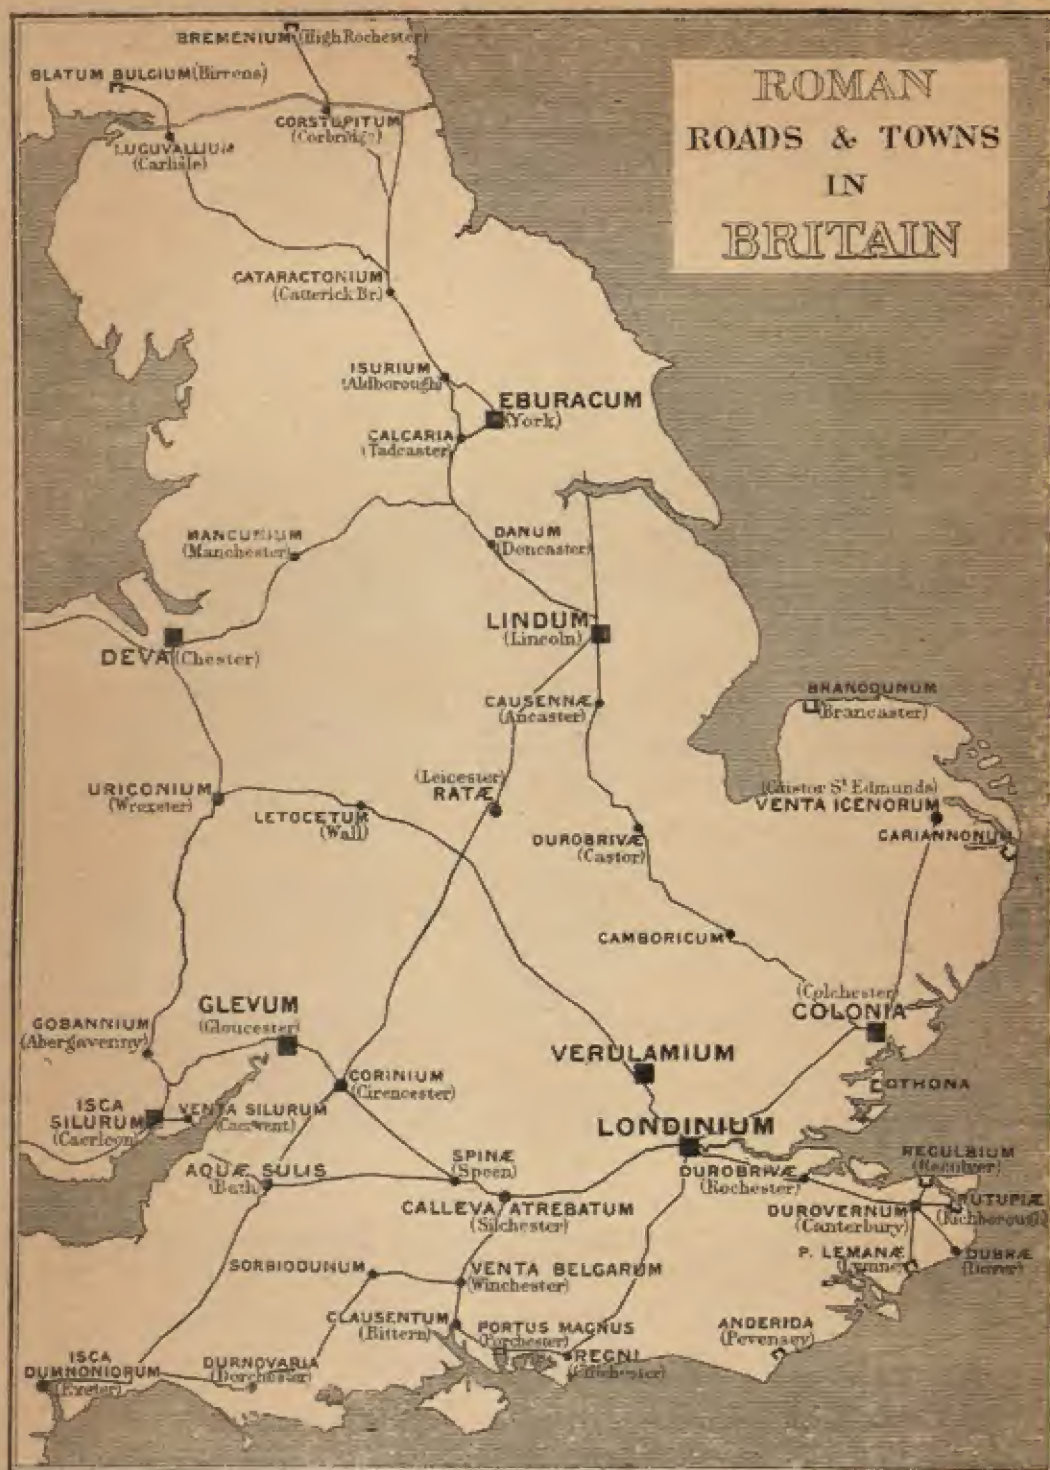 ROMAN
ROADS & TOWNS
IN
BRITAIN
BREMENIUM (High Rochester)
BLATUM BULGIUM (Birrens)
CORSTOPITUM
(Corbridge)
LUGUVALLIUM
(Carlisle)
CATARACTONIUM
(Catterick Br.)
ISURIUM
(Aldborough)
EBURACUM
(York)
CALCARIA
(Tadcaster)
MANCUNIUM
(Manchester)
DANUM
(Doncaster)
LINDUM
(Lincoln)
DEVA (Chester)
CAUSENNÆ
(Ancaster)
BRANODUNUM
(Brancaster)
URICONIUM
(Wroxeter)
LETOCETUM
(Wall)
(Leicester)
RATÆ
(Caistor St Edmunds)
VENTA ICENORUM
CARIANNONUM
DUROBRIVÆ
(Castor)
CAMBORICUM
(Colchester)
COLONIA
GLEVUM
(Gloucester)
GOBANNIUM
(Abergavenny)
VERULAMIUM
CORINIUM
(Cirencester)
OTHONA
ISCA
SILURUM
(Caerleon)
VENTA SILURUM
(Caerwent)
LONDINIUM
SPINÆ
(Speen)
REGULBIUM
(Reculver)
AQUÆ SULIS
(Bath)
DUROBRIVÆ
(Rochester)
RUTUPIÆ
(Richborough)
CALLEVA ATREBATUM
(Silchester)
DUROVERNUM
(Canterbury)
P. LEMANÆ
(Lymne)
DUBRÆ
(Dover)
SORBIODUNUM
VENTA BELGARUM
(Winchester)
CLAUSENTUM
(Bittern)
PORTUS MAGNUS
(Porchester)
ANDERIDA
(Pevensey)
REGNI
(Chichester)
ISCA
DUMNONIORUM
(Exeter)
DURNOVARIA
(Dorchester)